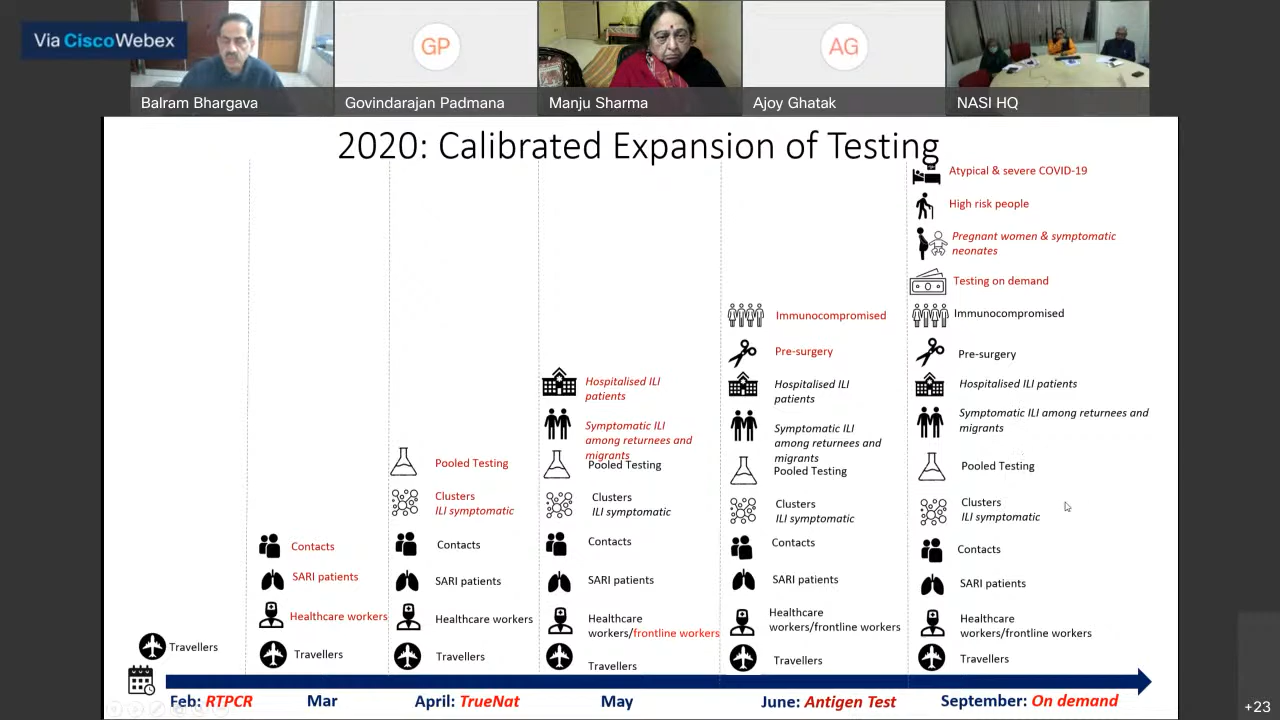 Via CiscoWebex
GP
AG
Balram Bhargava
Govindarajan Padmana
Manju Sharma
Ajoy Ghatak
NASI HQ
2020: Calibrated Expansion of Testing
Travellers
Feb: RTPCR
Contacts
SARI patients
Healthcare workers
Travellers
Mar
Pooled Testing
Clusters
ILI symptomatic
Contacts
SARI patients
Healthcare workers
Travellers
April: TrueNat
Hospitalised ILI
patients
Symptomatic ILI
among returnees and
migrants
Pooled Testing
Clusters
ILI symptomatic
Contacts
SARI patients
Healthcare
workers/frontline workers
Travellers
May
Immunocompromised
Pre-surgery
Hospitalised ILI
patients
Symptomatic ILI
among returnees and
migrants
Pooled Testing
Clusters
ILI symptomatic
Contacts
SARI patients
Healthcare
workers/frontline workers
Travellers
June: Antigen Test
Atypical & severe COVID-19
High risk people
Pregnant women & symptomatic
neonates
Testing on demand
Immunocompromised
Pre-surgery
Hospitalised ILI patients
Symptomatic ILI among returnees and
migrants
Pooled Testing
Clusters
ILI symptomatic
Contacts
SARI patients
Healthcare
workers/frontline workers
Travellers
September: On demand
+23